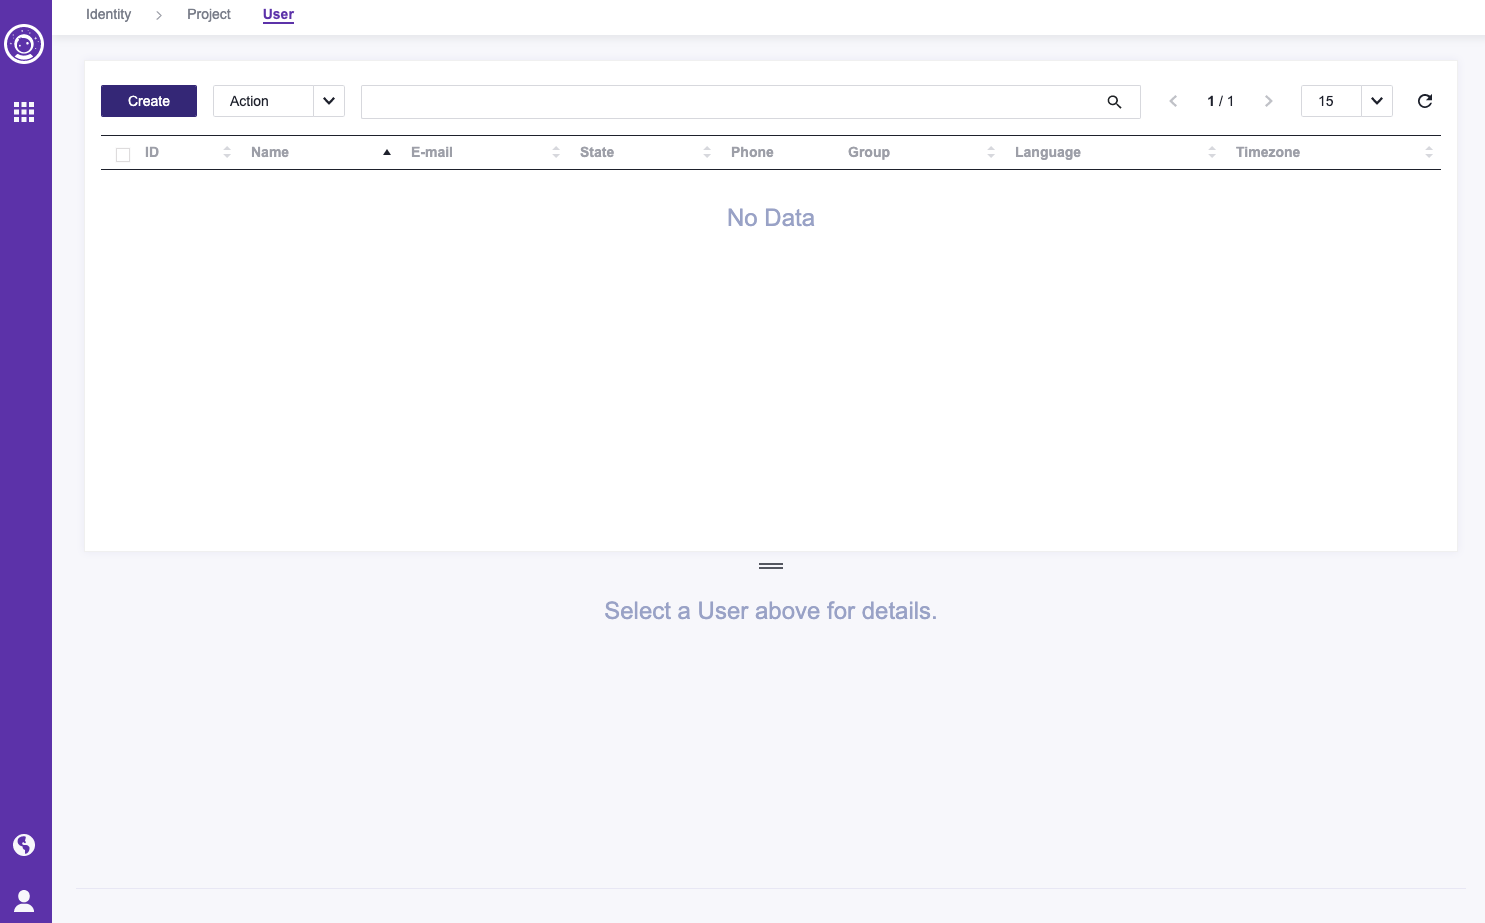 Identity Project User
Create Action 1 / 1 15
ID Name E-mail State Phone Group Language Timezone
No Data
Select a User above for details.